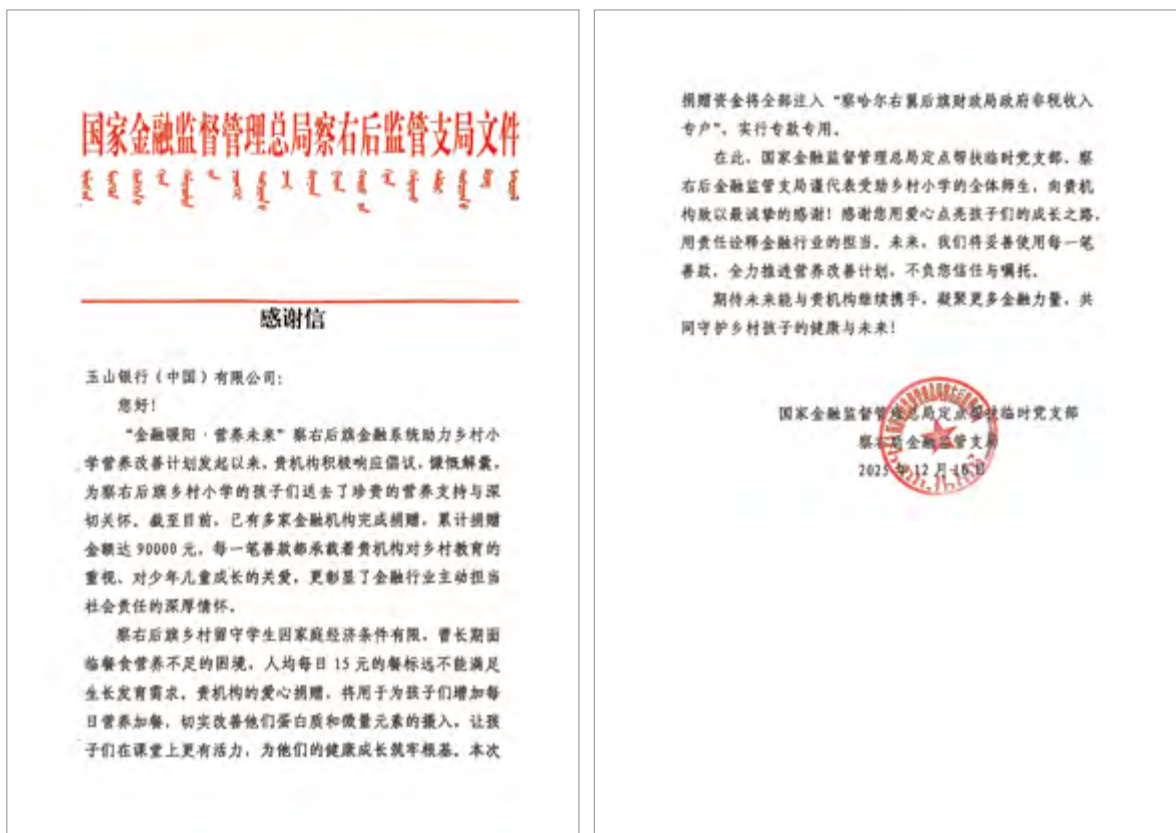 国家金融监督管理总局察右后监管支局文件
感谢信
玉山银行（中国）有限公司：
您好！
“金融暖阳·营养未来”察右后旗金融系统助力乡村小
学营养改善计划发起以来，贵机构积极响应倡议，慷慨解囊，
为察右后旗乡村小学的孩子们送去了珍贵的营养支持与深
切关怀。截至目前，已有多家金融机构完成捐赠，累计捐赠
金额达 90000 元，每一笔善款都承载着贵机构对乡村教育的
重视、对少年儿童成长的关爱，更彰显了金融行业主动担当
社会责任的深厚情怀。
察右后旗乡村留守学生因家庭经济条件有限，曾长期面
临餐食营养不足的困境，人均每日 15 元的餐标远不能满足
生长发育需求。贵机构的爱心捐赠，将用于为孩子们增加每
日营养加餐，切实改善他们蛋白质和微量元素的摄入，让孩
子们在课堂上更有活力，为他们的健康成长筑牢根基。本次
捐赠资金将全部注入“察哈尔右翼后旗财政局政府非税收入
专户”，实行专款专用。
在此，国家金融监督管理总局定点帮扶临时党支部、察
右后金融监管支局谨代表受助乡村小学的全体师生，向贵机
构致以最诚挚的感谢！感谢您用爱心点亮孩子们的成长之路，
用责任诠释金融行业的担当。未来，我们将妥善使用每一笔
善款，全力推进营养改善计划，不负您信任与嘱托。
期待未来能与贵机构继续携手，凝聚更多金融力量，共
同守护乡村孩子的健康与未来！
国家金融监督管理总局定点帮扶临时党支部
察右后金融监管支局
2025 年 12 月 16 日